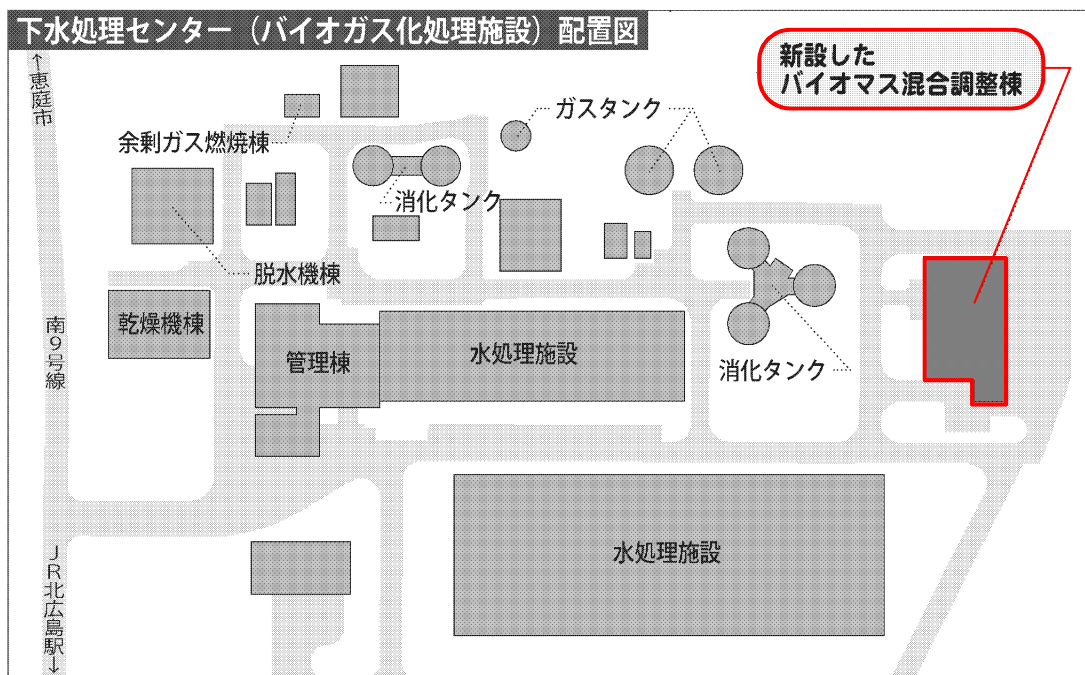 下水処理センター（バイオガス化処理施設）配置図
↑恵庭市
新設した
バイオマス混合調整棟
ガスタンク
余剰ガス燃焼棟
消化タンク
脱水機棟
乾燥機棟
南9号線
管理棟
水処理施設
消化タンク
水処理施設
JR北広島駅↓